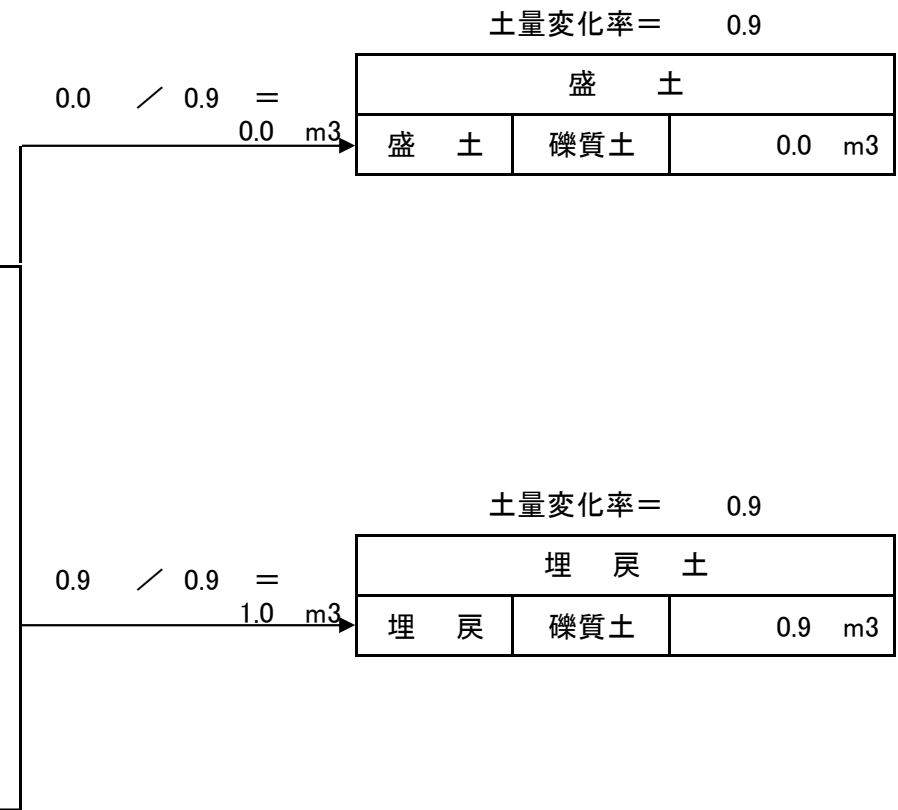 土量変化率＝ 0.9
盛 土
0.0 ／ 0.9 ＝
0.0 m3
盛 土 礫質土 0.0 m3
土量変化率＝ 0.9
埋 戻 土
0.9 ／ 0.9 ＝
1.0 m3
埋 戻 礫質土 0.9 m3